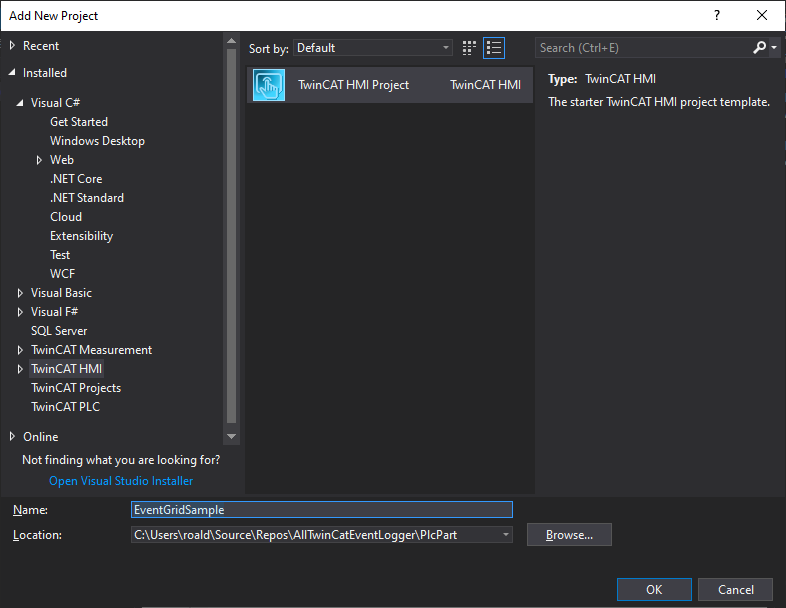 Add New Project
?
Recent
Installed
Visual C#
Get Started
Windows Desktop
Web
.NET Core
.NET Standard
Cloud
Extensibility
Test
WCF
Visual Basic
Visual F#
SQL Server
TwinCAT Measurement
TwinCAT HMI
TwinCAT Projects
TwinCAT PLC
Online
Not finding what you are looking for?
Open Visual Studio Installer
Sort by: Default
TwinCAT HMI Project TwinCAT HMI
Search (Ctrl+E)
Type: TwinCAT HMI
The starter TwinCAT HMI project template.
Name: EventGridSample
Location: C:\Users\roald\Source\Repos\AllTwinCatEventLogger\PlcPart
Browse...
OK Cancel